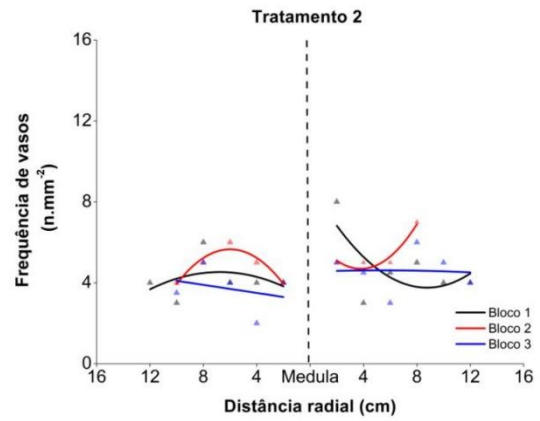 Tratamento 2
Frequência de vasos
(n.mm⁻²)
16
12
8
4
0
16
12
8
4
Medula
4
8
12
16
Bloco 1
Bloco 2
Bloco 3
Distância radial (cm)